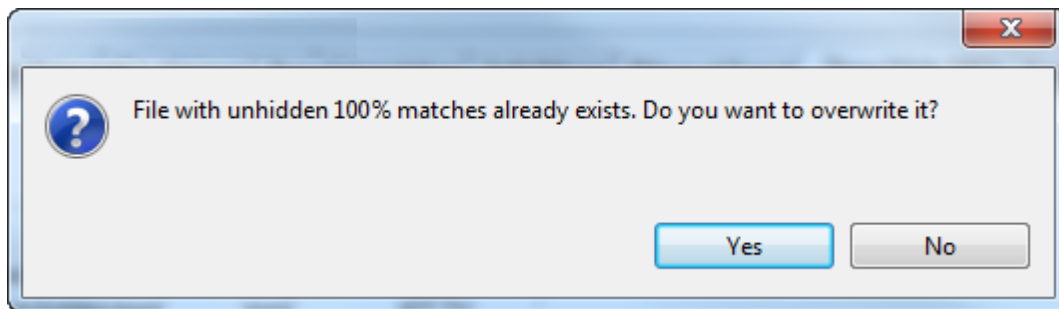 File with unhidden 100% matches already exists. Do you want to overwrite it?
Yes
No